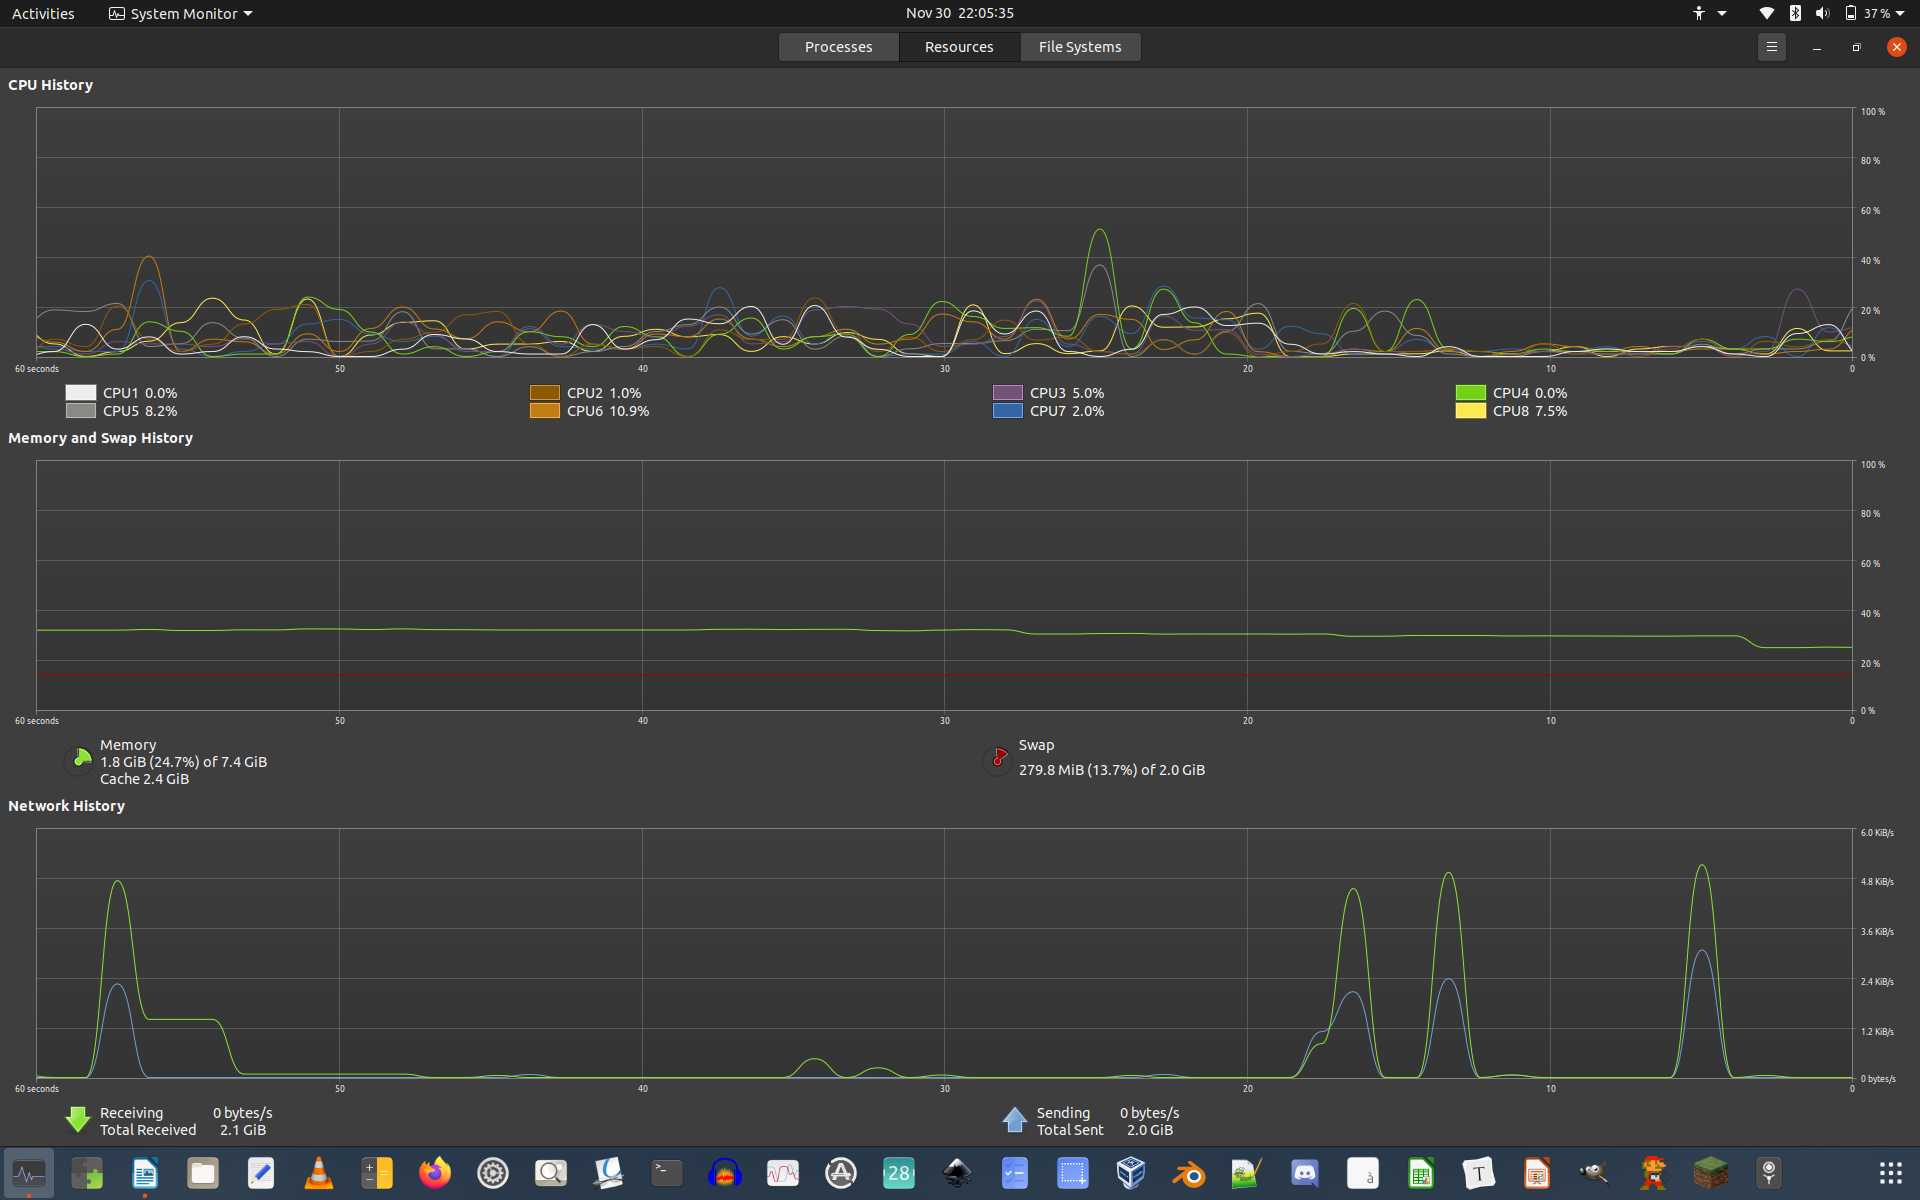 Activities System Monitor Nov 30 22:05:35 37 %
Processes Resources File Systems
CPU History
100 %
80 %
60 %
40 %
20 %
0 %
60 seconds 50 40 30 20 10 0
CPU1 0.0% CPU2 1.0% CPU3 5.0% CPU4 0.0%
CPU5 8.2% CPU6 10.9% CPU7 2.0% CPU8 7.5%
Memory and Swap History
100 %
80 %
60 %
40 %
20 %
0 %
60 seconds 50 40 30 20 10 0
Memory
1.8 GiB (24.7%) of 7.4 GiB
Cache 2.4 GiB
Swap
279.8 MiB (13.7%) of 2.0 GiB
Network History
6.0 KiB/s
4.8 KiB/s
3.6 KiB/s
2.4 KiB/s
1.2 KiB/s
0 bytes/s
60 seconds 50 40 30 20 10 0
Receiving 0 bytes/s
Total Received 2.1 GiB
Sending 0 bytes/s
Total Sent 2.0 GiB
28
à
T